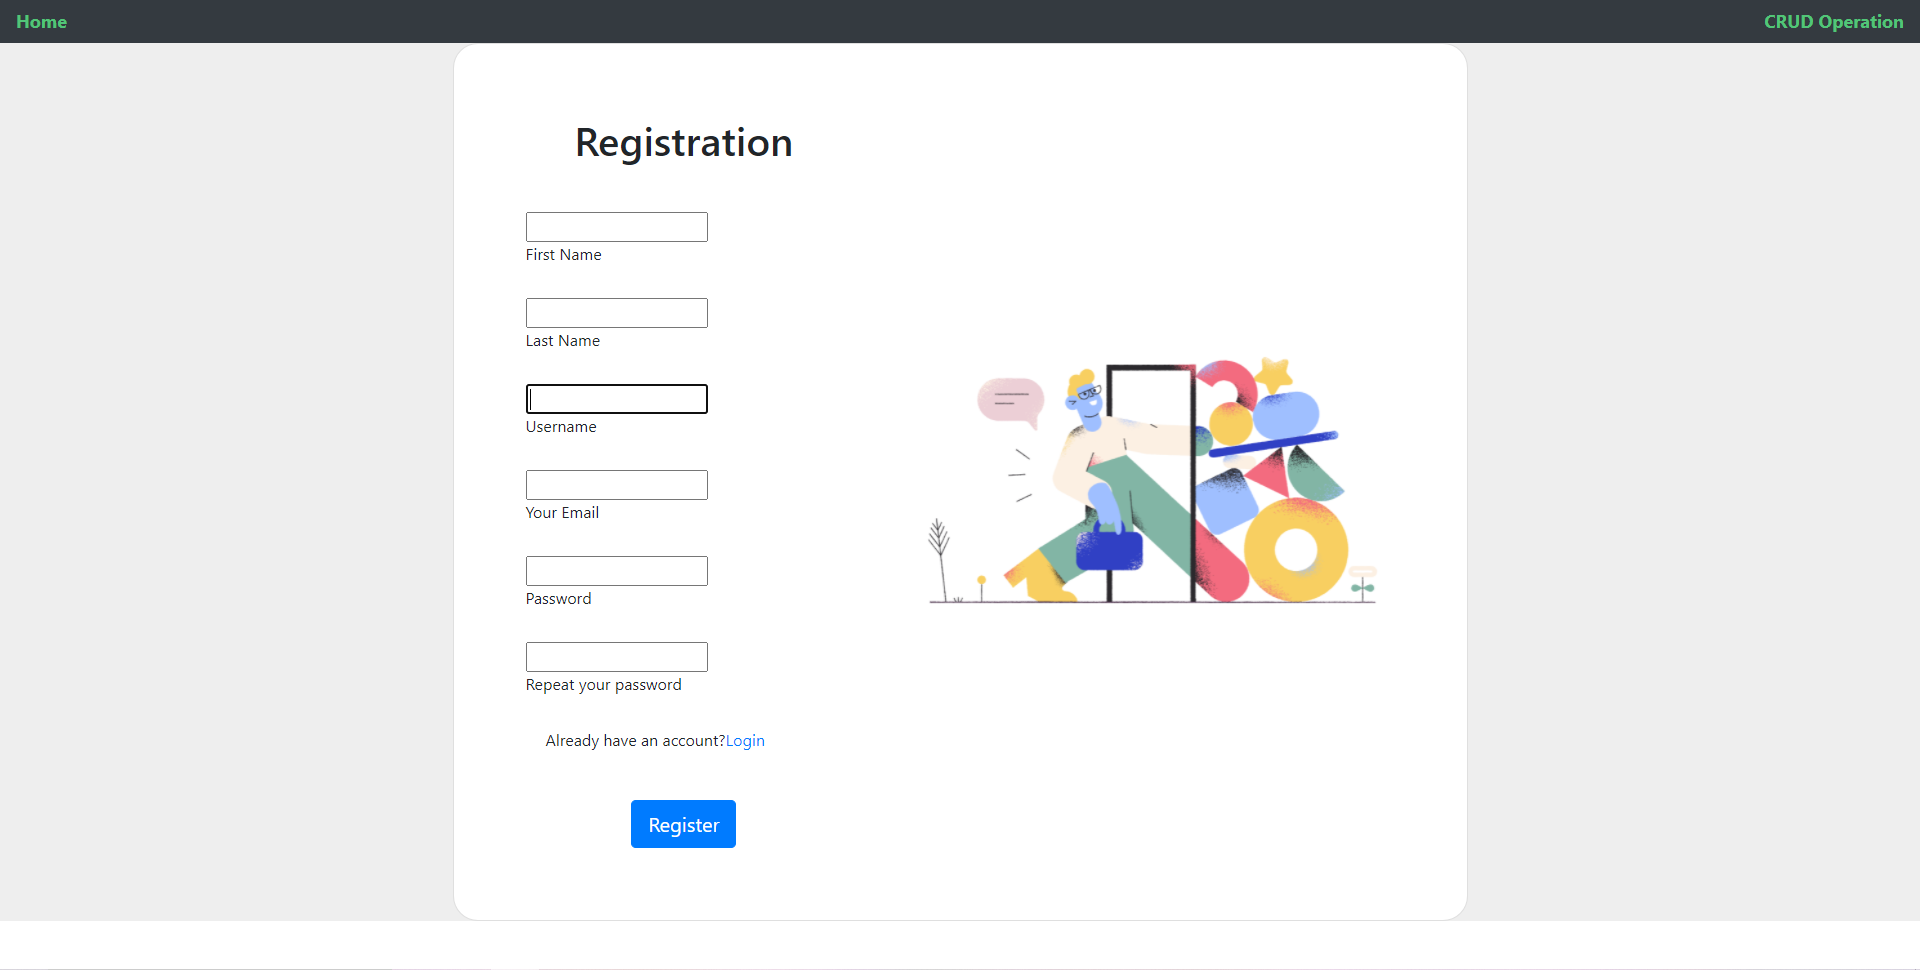 Home
CRUD Operation
Registration
First Name
Last Name
Username
Your Email
Password
Repeat your password
Already have an account?Login
Register